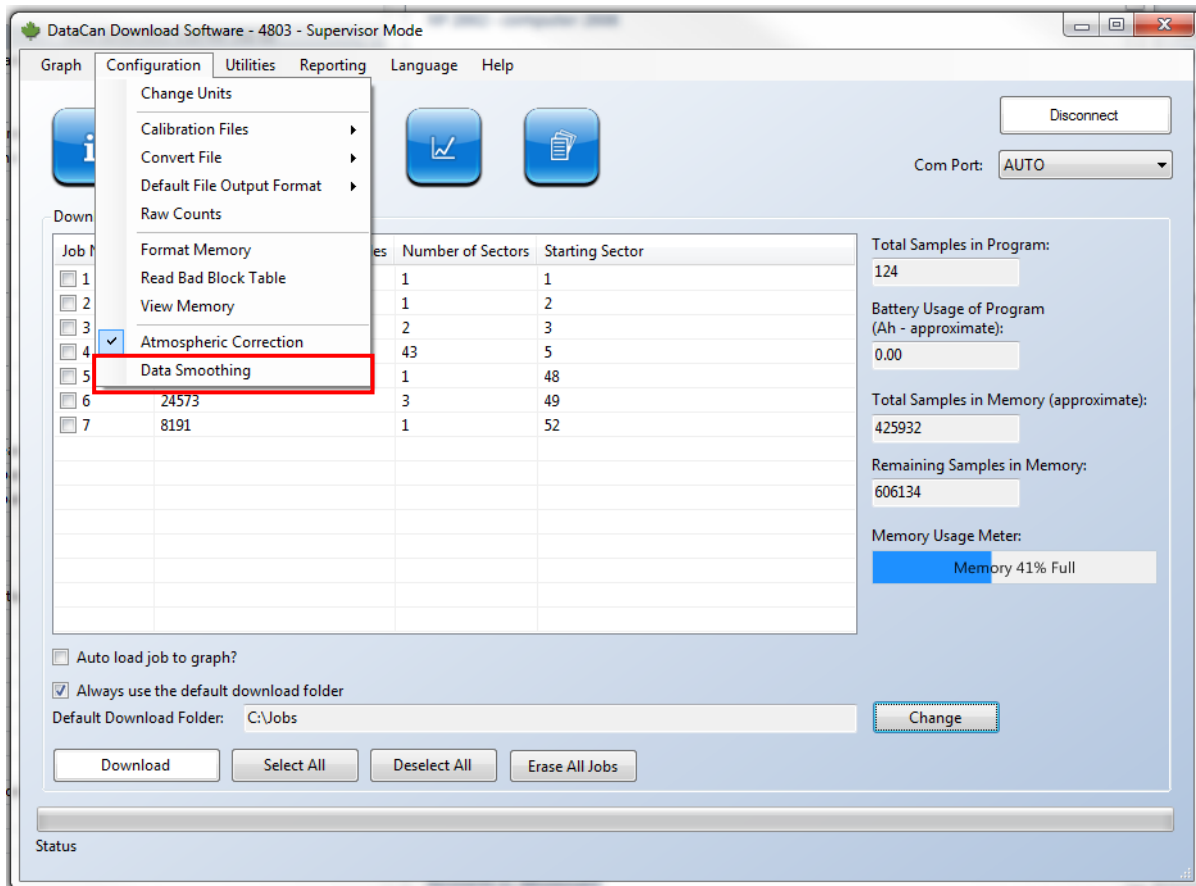 DataCan Download Software - 4803 - Supervisor Mode
Graph Configuration Utilities Reporting Language Help
Change Units
Calibration Files
Convert File
Default File Output Format
Raw Counts
Format Memory
Read Bad Block Table
View Memory
Atmospheric Correction
Data Smoothing
Disconnect
Com Port: AUTO
Down
Job N es Number of Sectors Starting Sector
1 1 1
2 1 2
3 2 3
4 43 5
5 1 48
6 24573 3 49
7 8191 1 52
Total Samples in Program:
124
Battery Usage of Program
(Ah - approximate):
0.00
Total Samples in Memory (approximate):
425932
Remaining Samples in Memory:
606134
Memory Usage Meter:
Memory 41% Full
Auto load job to graph?
Always use the default download folder
Default Download Folder: C:\Jobs Change
Download Select All Deselect All Erase All Jobs
Status